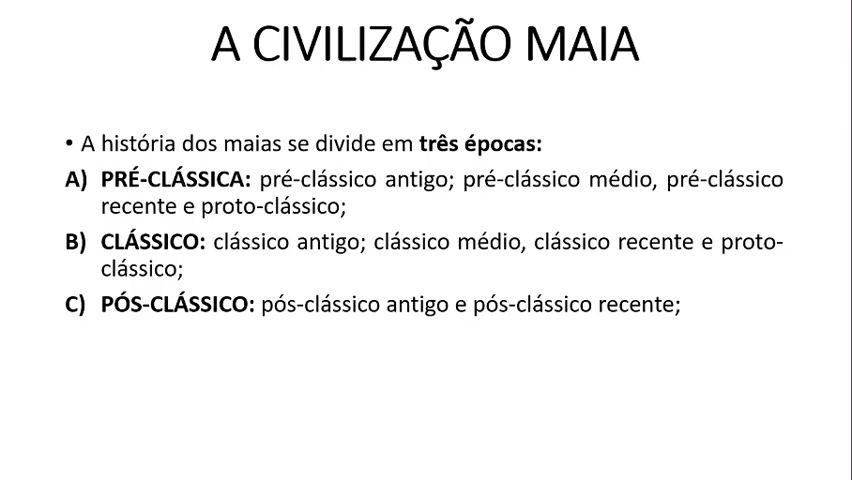 A CIVILIZAÇÃO MAIA
• A história dos maias se divide em três épocas:
A) PRÉ-CLÁSSICA: pré-clássico antigo; pré-clássico médio, pré-clássico
recente e proto-clássico;
B) CLÁSSICO: clássico antigo; clássico médio, clássico recente e proto-
clássico;
C) PÓS-CLÁSSICO: pós-clássico antigo e pós-clássico recente;